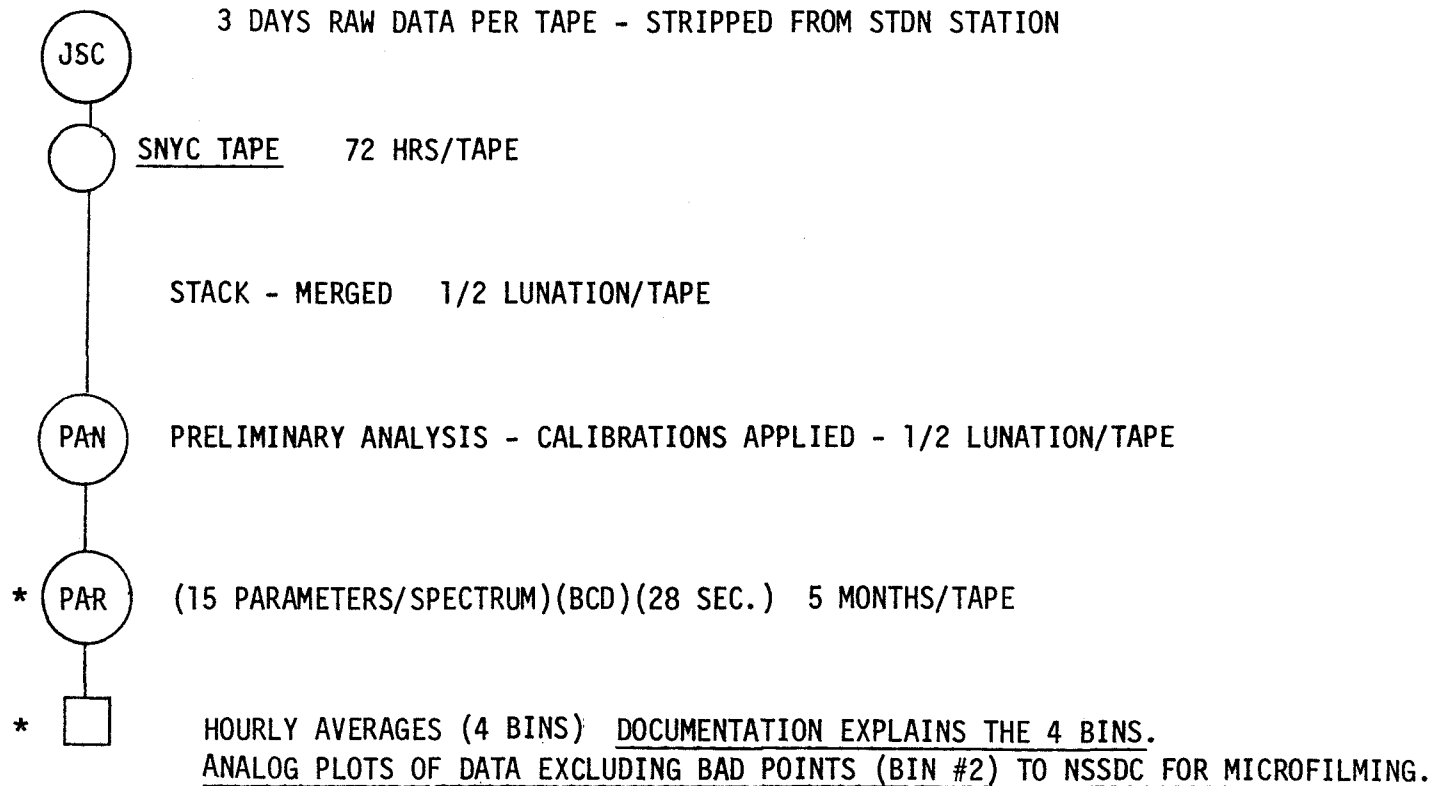 3 DAYS RAW DATA PER TAPE - STRIPPED FROM STDN STATION
JSC
SNYC TAPE 72 HRS/TAPE
STACK - MERGED 1/2 LUNATION/TAPE
PAN PRELIMINARY ANALYSIS - CALIBRATIONS APPLIED - 1/2 LUNATION/TAPE
* PAR (15 PARAMETERS/SPECTRUM)(BCD)(28 SEC.) 5 MONTHS/TAPE
* HOURLY AVERAGES (4 BINS) DOCUMENTATION EXPLAINS THE 4 BINS.
ANALOG PLOTS OF DATA EXCLUDING BAD POINTS (BIN #2) TO NSSDC FOR MICROFILMING.